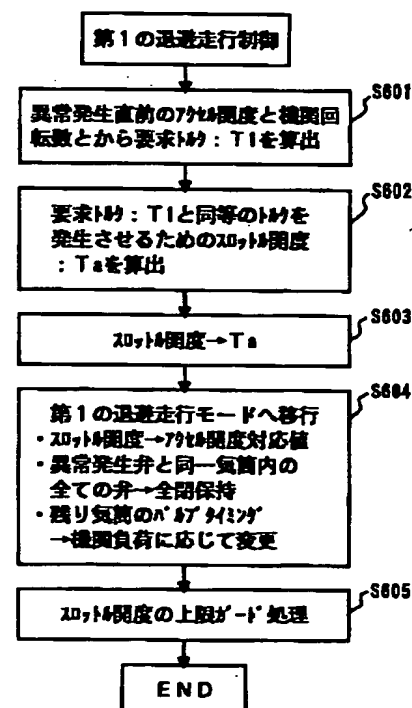 第1の退避走行制御
S601
異常発生直前のアクセル開度と機関回
転数とから要求トルク：T1を算出
S602
要求トルク：T1と同等のトルクを
発生させるためのスロットル開度
：Taを算出
S603
スロットル開度→Ta
S604
第1の退避走行モードへ移行
・スロットル開度→アクセル開度対応値
・異常発生弁と同一気筒内の
全ての弁→全閉保持
・残り気筒のバルブタイミング
→機関負荷に応じて変更
S605
スロットル開度の上限ガード処理
END